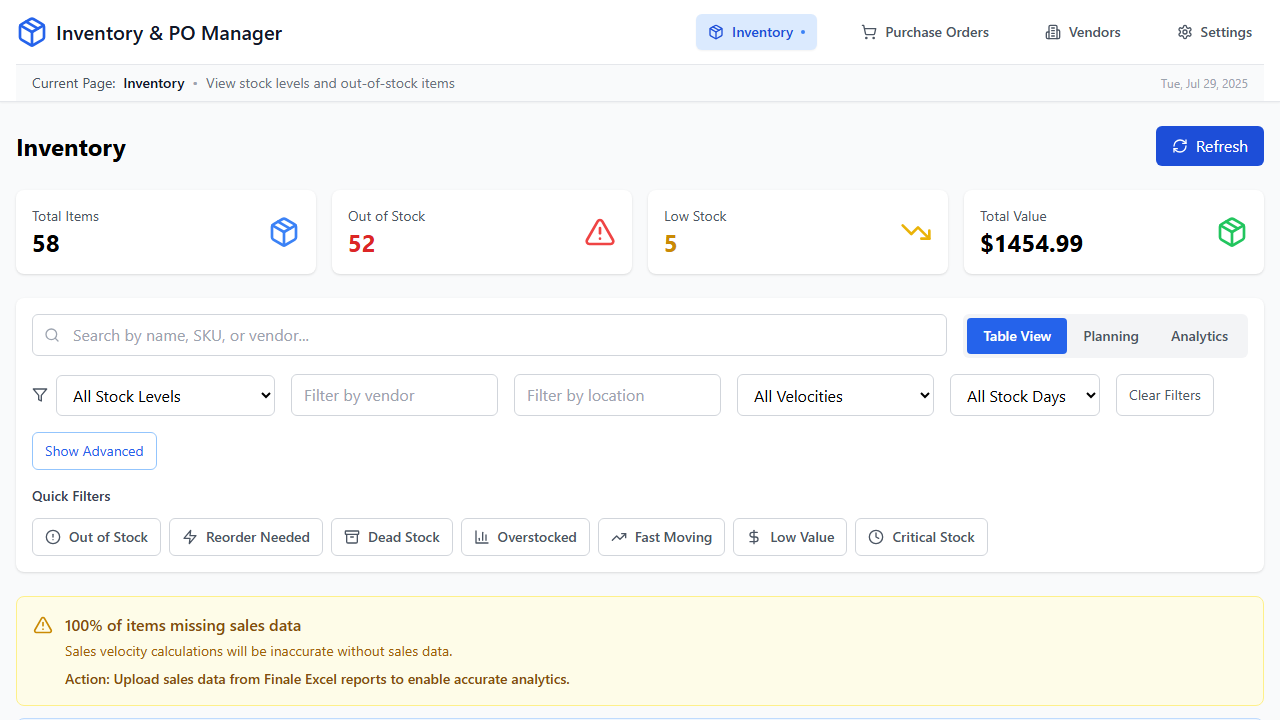 Inventory & PO Manager
Inventory •
Purchase Orders
Vendors
Settings
Current Page: Inventory • View stock levels and out-of-stock items
Tue, Jul 29, 2025
Inventory
Refresh
Total Items
58
Out of Stock
52
Low Stock
5
Total Value
$1454.99
Search by name, SKU, or vendor...
Table View
Planning
Analytics
All Stock Levels
Filter by vendor
Filter by location
All Velocities
All Stock Days
Clear Filters
Show Advanced
Quick Filters
Out of Stock
Reorder Needed
Dead Stock
Overstocked
Fast Moving
Low Value
Critical Stock
100% of items missing sales data
Sales velocity calculations will be inaccurate without sales data.
Action: Upload sales data from Finale Excel reports to enable accurate analytics.